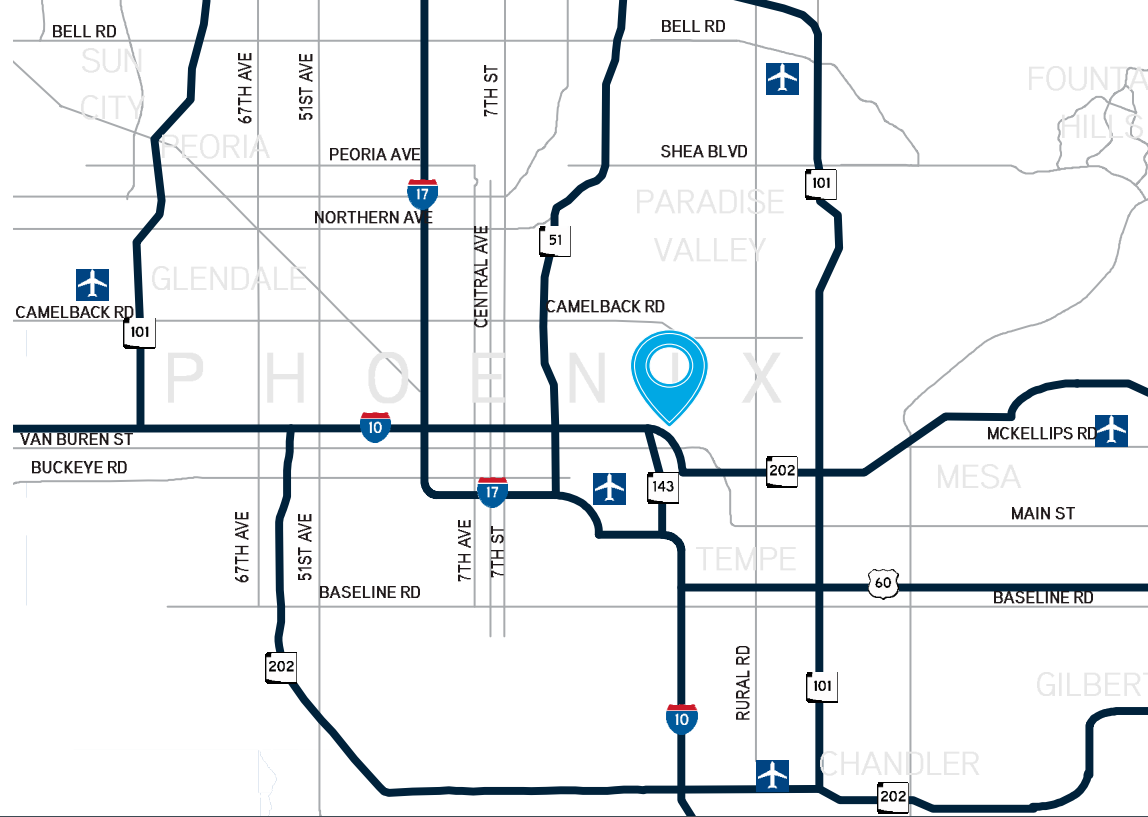 BELL RD
BELL RD
SUN
CITY
67TH AVE
51ST AVE
7TH ST
FOUNTA
HILLS
PEORIA
PEORIA AVE
SHEA BLVD
17
101
PARADISE
VALLEY
NORTHERN AVE
51
CENTRAL AVE
GLENDALE
CAMELBACK RD
CAMELBACK RD
101
PHOENIX
10
VAN BUREN ST
MCKELLIPS RD
BUCKEYE RD
202
MESA
17
143
MAIN ST
67TH AVE
51ST AVE
7TH AVE
7TH ST
TEMPE
60
BASELINE RD
BASELINE RD
202
RURAL RD
101
GILBERT
10
CHANDLER
202